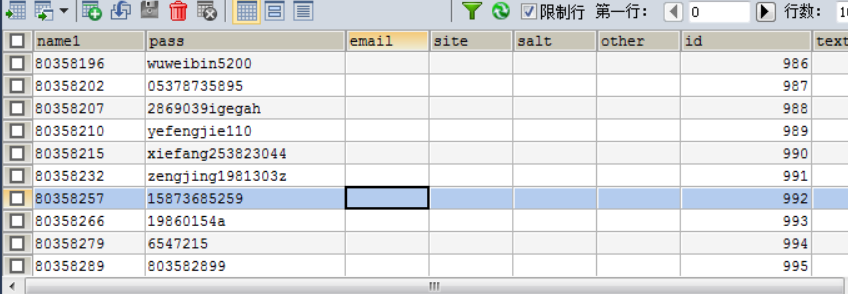 限制行 第一行: 0 行数: 10
name1 pass email site salt other id text
80358196 wuweibin5200 986
80358202 05378735895 987
80358207 2869039igegah 988
80358210 yefengjie110 989
80358215 xiefang253823044 990
80358232 zengjing1981303z 991
80358257 15873685259 992
80358266 19860154a 993
80358279 6547215 994
80358289 803582899 995